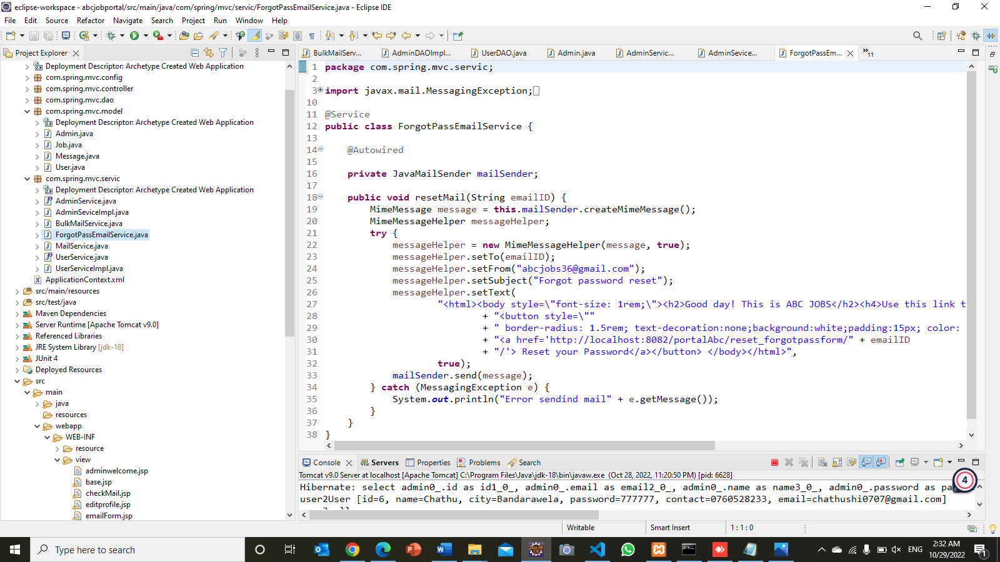 eclipse-workspace - abcjobportal/src/main/java/com/spring/mvc/servic/ForgotPassEmailService.java - Eclipse IDE
File Edit Source Refactor Navigate Search Project Run Window Help
Project Explorer
Deployment Descriptor: Archetype Created Web Application
com.spring.mvc.config
com.spring.mvc.controller
com.spring.mvc.dao
com.spring.mvc.model
Deployment Descriptor: Archetype Created Web Application
Admin.java
Job.java
Message.java
User.java
com.spring.mvc.servic
Deployment Descriptor: Archetype Created Web Application
AdminService.java
AdminSeviceImpl.java
BulkMailService.java
ForgotPassEmailService.java
MailService.java
UserService.java
UserServiceImpl.java
ApplicationContext.xml
src/main/resources
src/test/java
Maven Dependencies
Server Runtime [Apache Tomcat v9.0]
Referenced Libraries
JRE System Library [jdk-18]
JUnit 4
Deployed Resources
src
main
java
resources
webapp
WEB-INF
resource
view
adminwelcome.jsp
base.jsp
checkMail.jsp
editprofile.jsp
emailForm.jsp
BulkMailServ... AdminDAOImpl... UserDAO.java Admin.java AdminServic... AdminSevice... ForgotPassEm... »11
1 package com.spring.mvc.servic;
2
3 import javax.mail.MessagingException;
10
11 @Service
12 public class ForgotPassEmailService {
13
14 @Autowired
15
16 private JavaMailSender mailSender;
17
18 public void resetMail(String emailID) {
19 MimeMessage message = this.mailSender.createMimeMessage();
20 MimeMessageHelper messageHelper;
21 try {
22 messageHelper = new MimeMessageHelper(message, true);
23 messageHelper.setTo(emailID);
24 messageHelper.setFrom("abcjobs36@gmail.com");
25 messageHelper.setSubject("Forgot password reset");
26 messageHelper.setText(
27 "<html><body style=\"font-size: 1rem;\"><h2>Good day! This is ABC JOBS</h2><h4>Use this link t
28 + "<button style=\""
29 + " border-radius: 1.5rem; text-decoration:none;background:white;padding:15px; color:
30 + "<a href='http://localhost:8082/portalAbc/reset_forgotpassform/" + emailID
31 + "/'> Reset your Password</a></button> </body></html>",
32 true);
33 mailSender.send(message);
34 } catch (MessagingException e) {
35 System.out.println("Error sendind mail" + e.getMessage());
36 }
37 }
38 }
Console Servers Properties Problems Search
Tomcat v9.0 Server at localhost [Apache Tomcat] C:\Program Files\Java\jdk-18\bin\javaw.exe (Oct 28, 2022, 11:20:50 PM) [pid: 6628]
Hibernate: select admin0_.id as id1_0_, admin0_.email as email2_0_, admin0_.name as name3_0_, admin0_.password as pa
user2User [id=6, name=Chathu, city=Bandarawela, password=777777, contact=0760528233, email=chathushi0707@gmail.com]
4
Writable Smart Insert 1 : 1 : 0
Type here to search
ENG
2:32 AM
10/29/2022
1